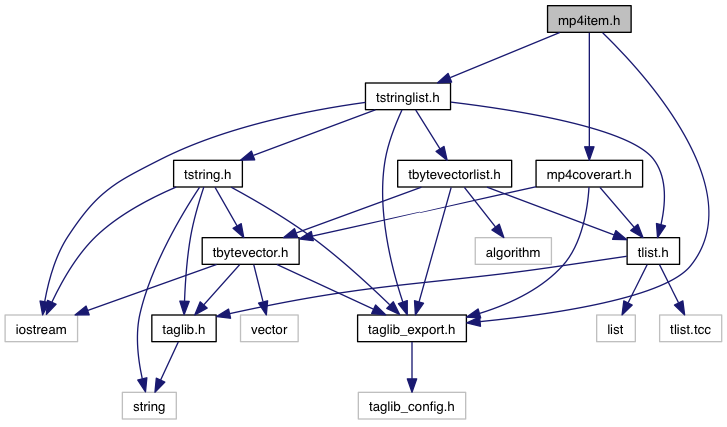 mp4item.h
tstringlist.h
tstring.h
tbytevectorlist.h
mp4coverart.h
tbytevector.h
algorithm
tlist.h
iostream
taglib.h
vector
taglib_export.h
list
tlist.tcc
string
taglib_config.h